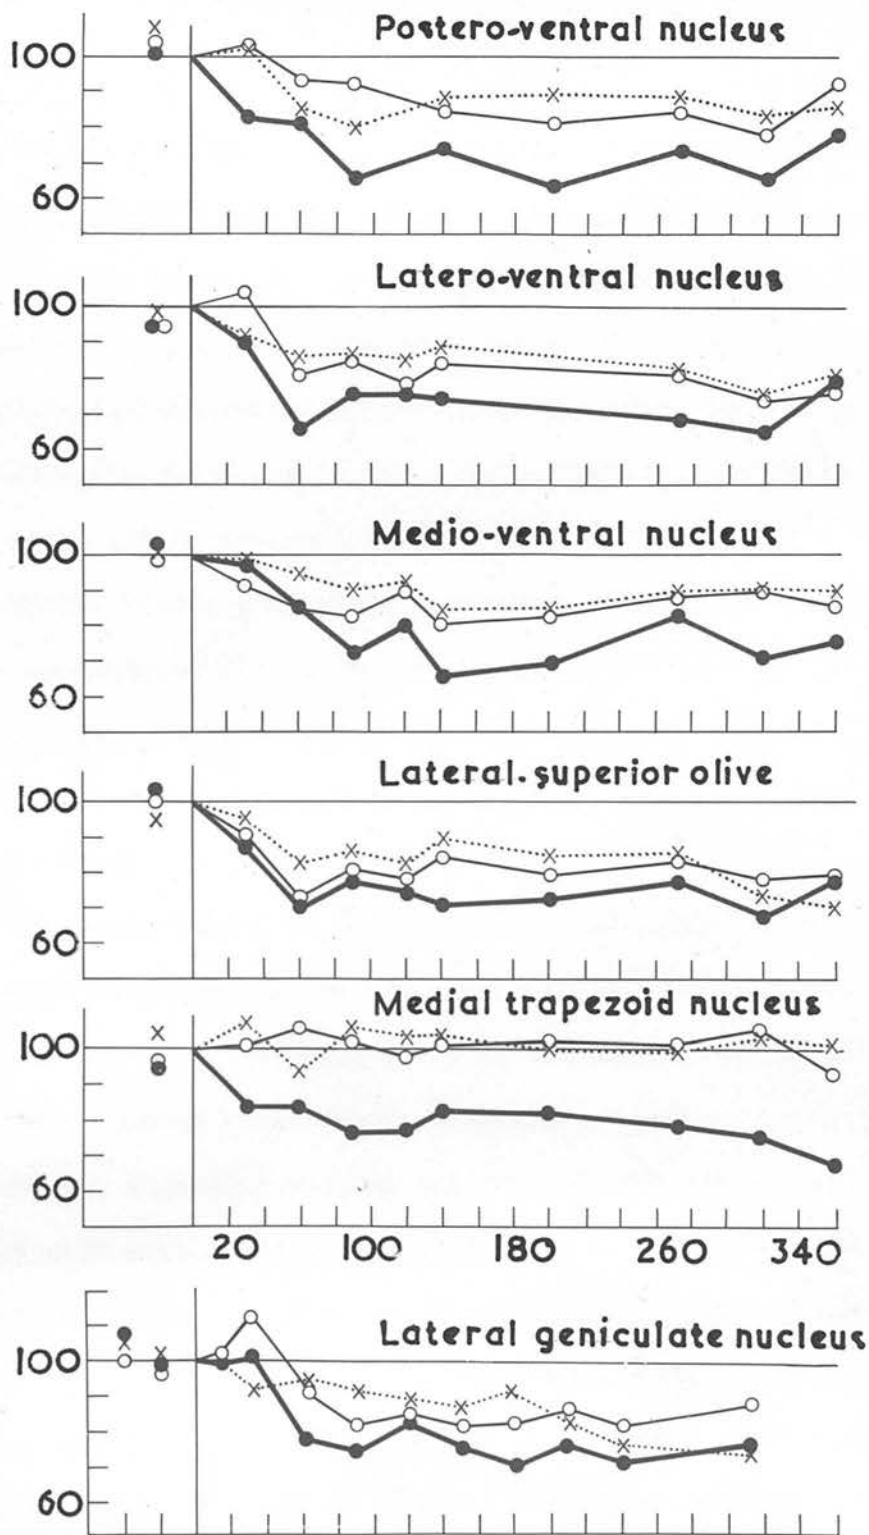 Postero-ventral nucleus
100
60
Latero-ventral nucleus
100
60
Medio-ventral nucleus
100
60
Lateral. superior olive
100
60
Medial trapezoid nucleus
100
60
20 100 180 260 340
Lateral geniculate nucleus
100
60